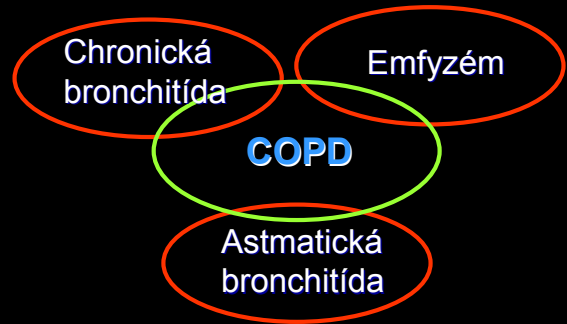 Chronická
bronchitída
Emfyzém
COPD
Astmatická
bronchitída